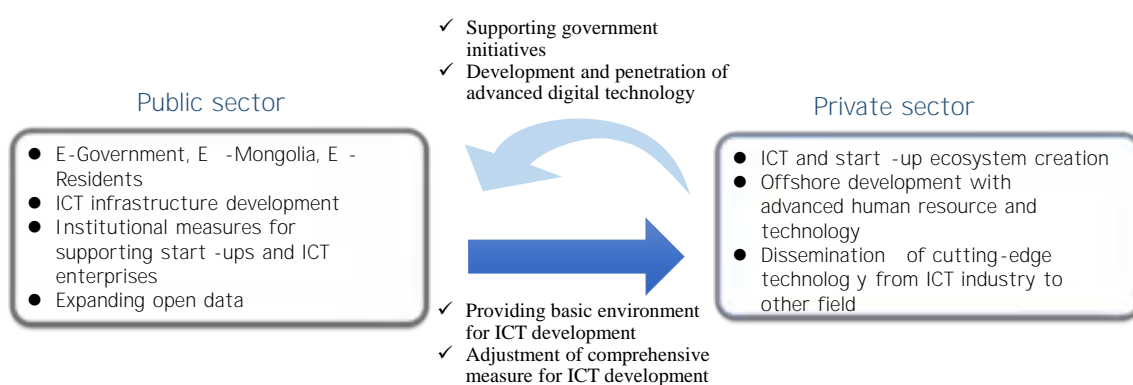 ✓ Supporting government
initiatives
✓ Development and penetration of
advanced digital technology
Public sector
● E-Government, E -Mongolia, E -
Residents
● ICT infrastructure development
● Institutional measures for
supporting start -ups and ICT
enterprises
● Expanding open data
Private sector
● ICT and start -up ecosystem creation
● Offshore development with
advanced human resource and
technology
● Dissemination of cutting-edge
technolog y from ICT industry to
other field
✓ Providing basic environment
for ICT development
✓ Adjustment of comprehensive
measure for ICT development